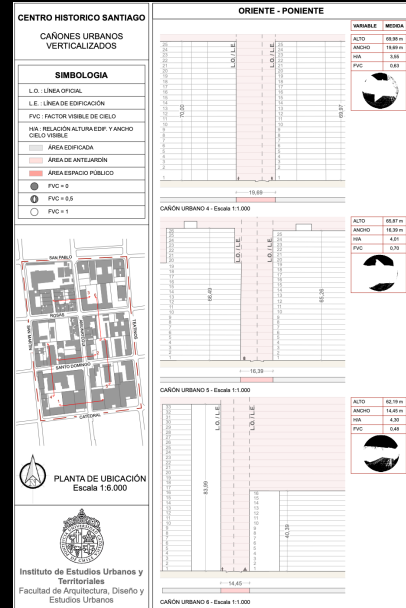 CENTRO HISTORICO SANTIAGO
CAÑONES URBANOS
VERTICALIZADOS
SIMBOLOGIA
L.O. : LÍNEA OFICIAL
L.E. : LÍNEA DE EDIFICACIÓN
FVC : FACTOR VISIBLE DE CIELO
H/A : RELACIÓN ALTURA EDIF. Y ANCHO
CIELO VISIBLE
ÁREA EDIFICADA
ÁREA DE ANTEJARDÍN
ÁREA ESPACIO PÚBLICO
FVC = 0
FVC = 0,5
FVC = 1
SAN PABLO
ROSAS
SAN MARTÍN
TEATINOS
SANTO DOMINGO
CATEDRAL
PLANTA DE UBICACIÓN
Escala 1:6.000
Instituto de Estudios Urbanos y
Territoriales
Facultad de Arquitectura, Diseño y
Estudios Urbanos
ORIENTE - PONIENTE
L.O. / L.E.
L.O. / L.E.
70,00
69,97
19,69
CAÑÓN URBANO 4 - Escala 1:1.000
VARIABLE MEDIDA
ALTO 69,98 m
ANCHO 19,69 m
H/A 3,55
FVC 0,63
L.O. / L.E.
L.O. / L.E.
66,49
65,26
16,39
CAÑÓN URBANO 5 - Escala 1:1.000
ALTO 65,87 m
ANCHO 16,39 m
H/A 4,01
FVC 0,70
L.O. / L.E.
L.O. / L.E.
83,99
40,39
14,45
CAÑÓN URBANO 6 - Escala 1:1.000
ALTO 62,19 m
ANCHO 14,45 m
H/A 4,30
FVC 0,48